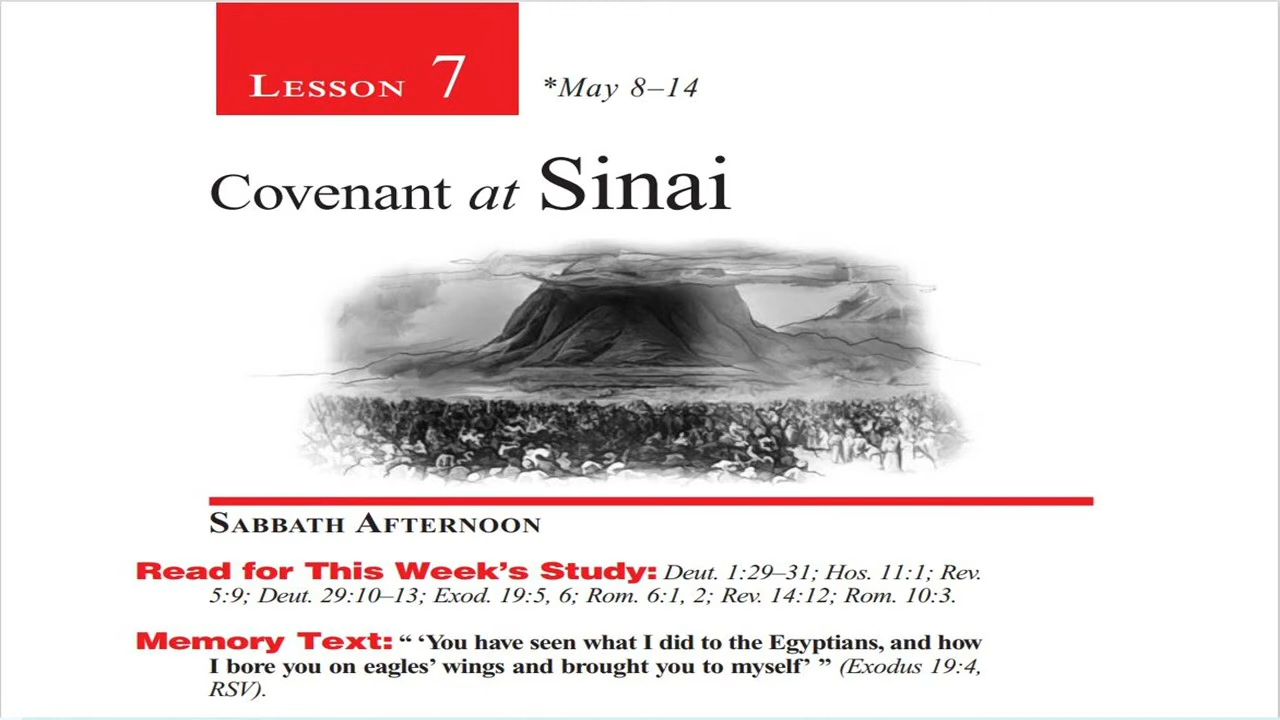 LESSON 7 *May 8–14
Covenant at Sinai
SABBATH AFTERNOON
Read for This Week’s Study: Deut. 1:29–31; Hos. 11:1; Rev.
5:9; Deut. 29:10–13; Exod. 19:5, 6; Rom. 6:1, 2; Rev. 14:12; Rom. 10:3.
Memory Text: “ ‘You have seen what I did to the Egyptians, and how
I bore you on eagles’ wings and brought you to myself’ ” (Exodus 19:4,
RSV).